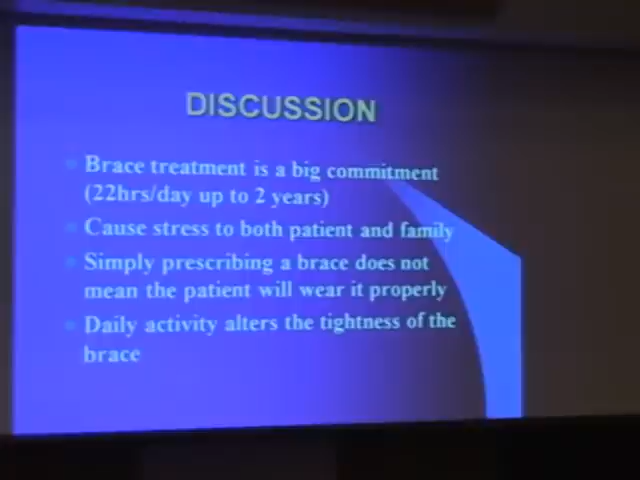 DISCUSSION
Brace treatment is a big commitment
(22hrs/day up to 2 years)
Cause stress to both patient and family
Simply prescribing a brace does not
mean the patient will wear it properly
Daily activity alters the tightness of the
brace